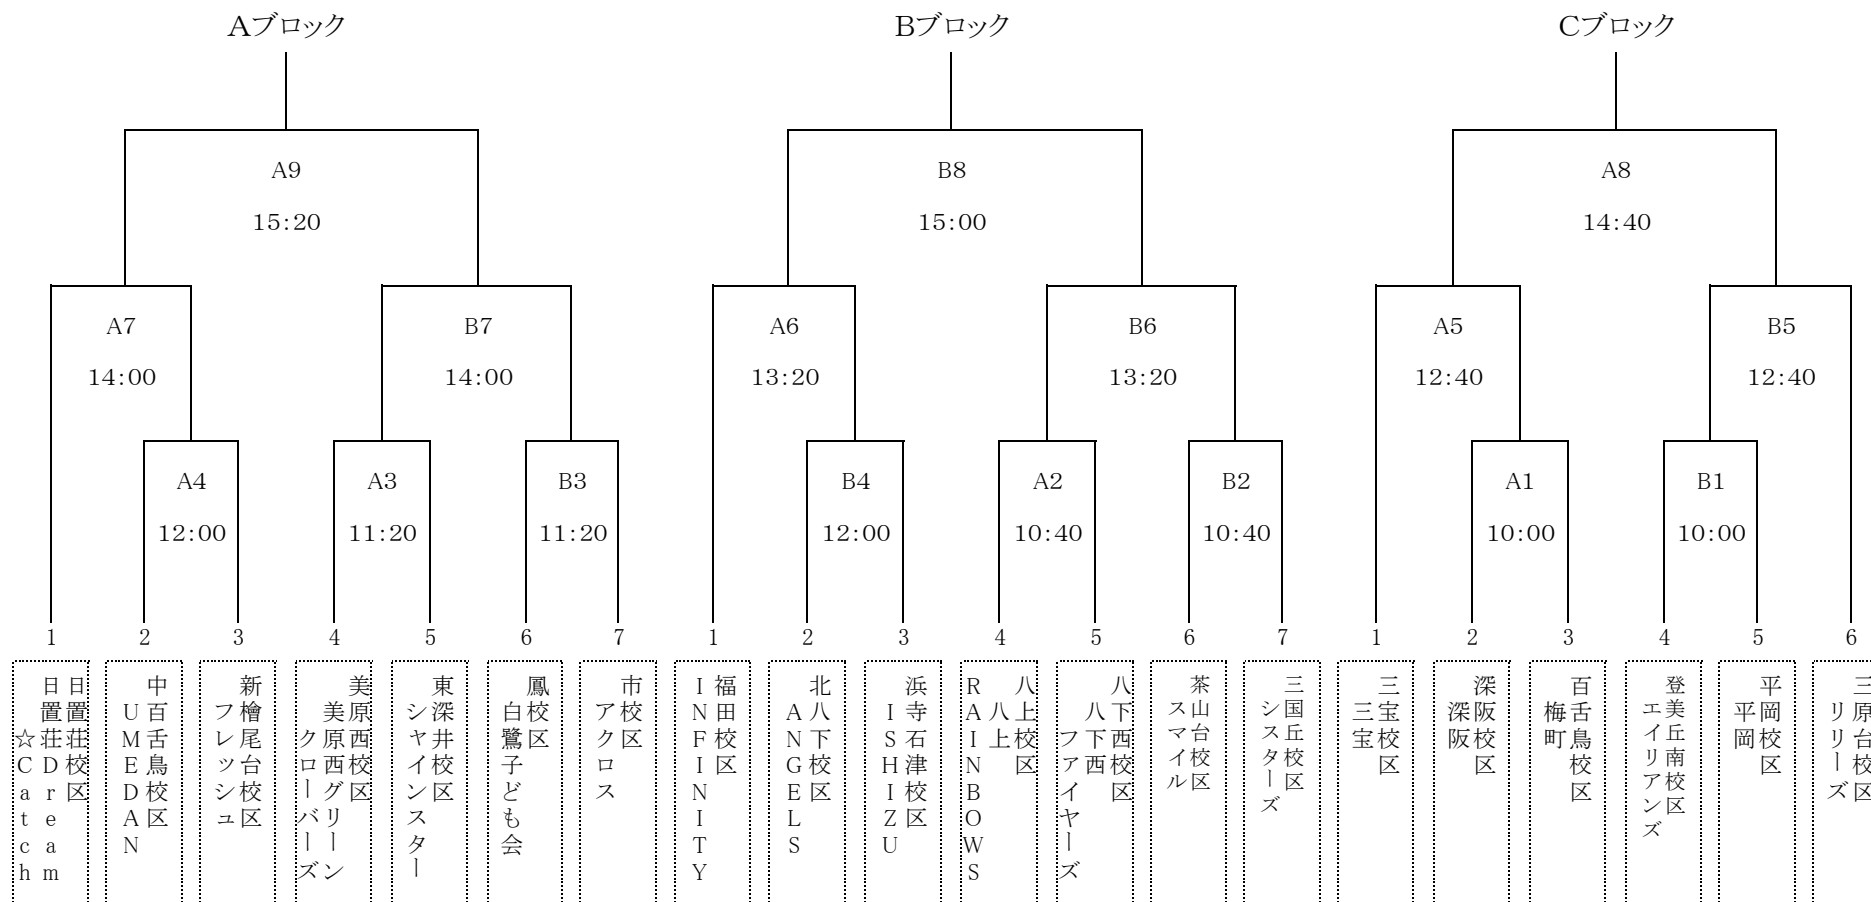 Aブロック
Bブロック
Cブロック
A9
15:20
B8
15:00
A8
14:40
A7
14:00
B7
14:00
A6
13:20
B6
13:20
A5
12:40
B5
12:40
A4
12:00
A3
11:20
B3
11:20
B4
12:00
A2
10:40
B2
10:40
A1
10:00
B1
10:00
1
2
3
4
5
6
7
1
2
3
4
5
6
7
1
2
3
4
5
6
日置荘校区
日置荘Dream
☆Catch
中百舌鳥校区
UMEDAN
新檜尾台校区
フレッシュ
美原西校区
美原西グリーン
クローバーズ
東深井校区
シャインスター
鳳校区
白鷺子ども会
市校区
アクロス
福田校区
INFINITY
北八下校区
ANGELS
浜寺石津校区
ISHIZU
八上校区
八上
RAINBOWS
八下西校区
八下西
ファイヤーズ
茶山台校区
スマイル
三国丘校区
シスターズ
三宝校区
三宝
深阪校区
深阪
百舌鳥校区
梅町
登美丘南校区
エイリアンズ
平岡校区
平岡
三原台校区
リリーズ